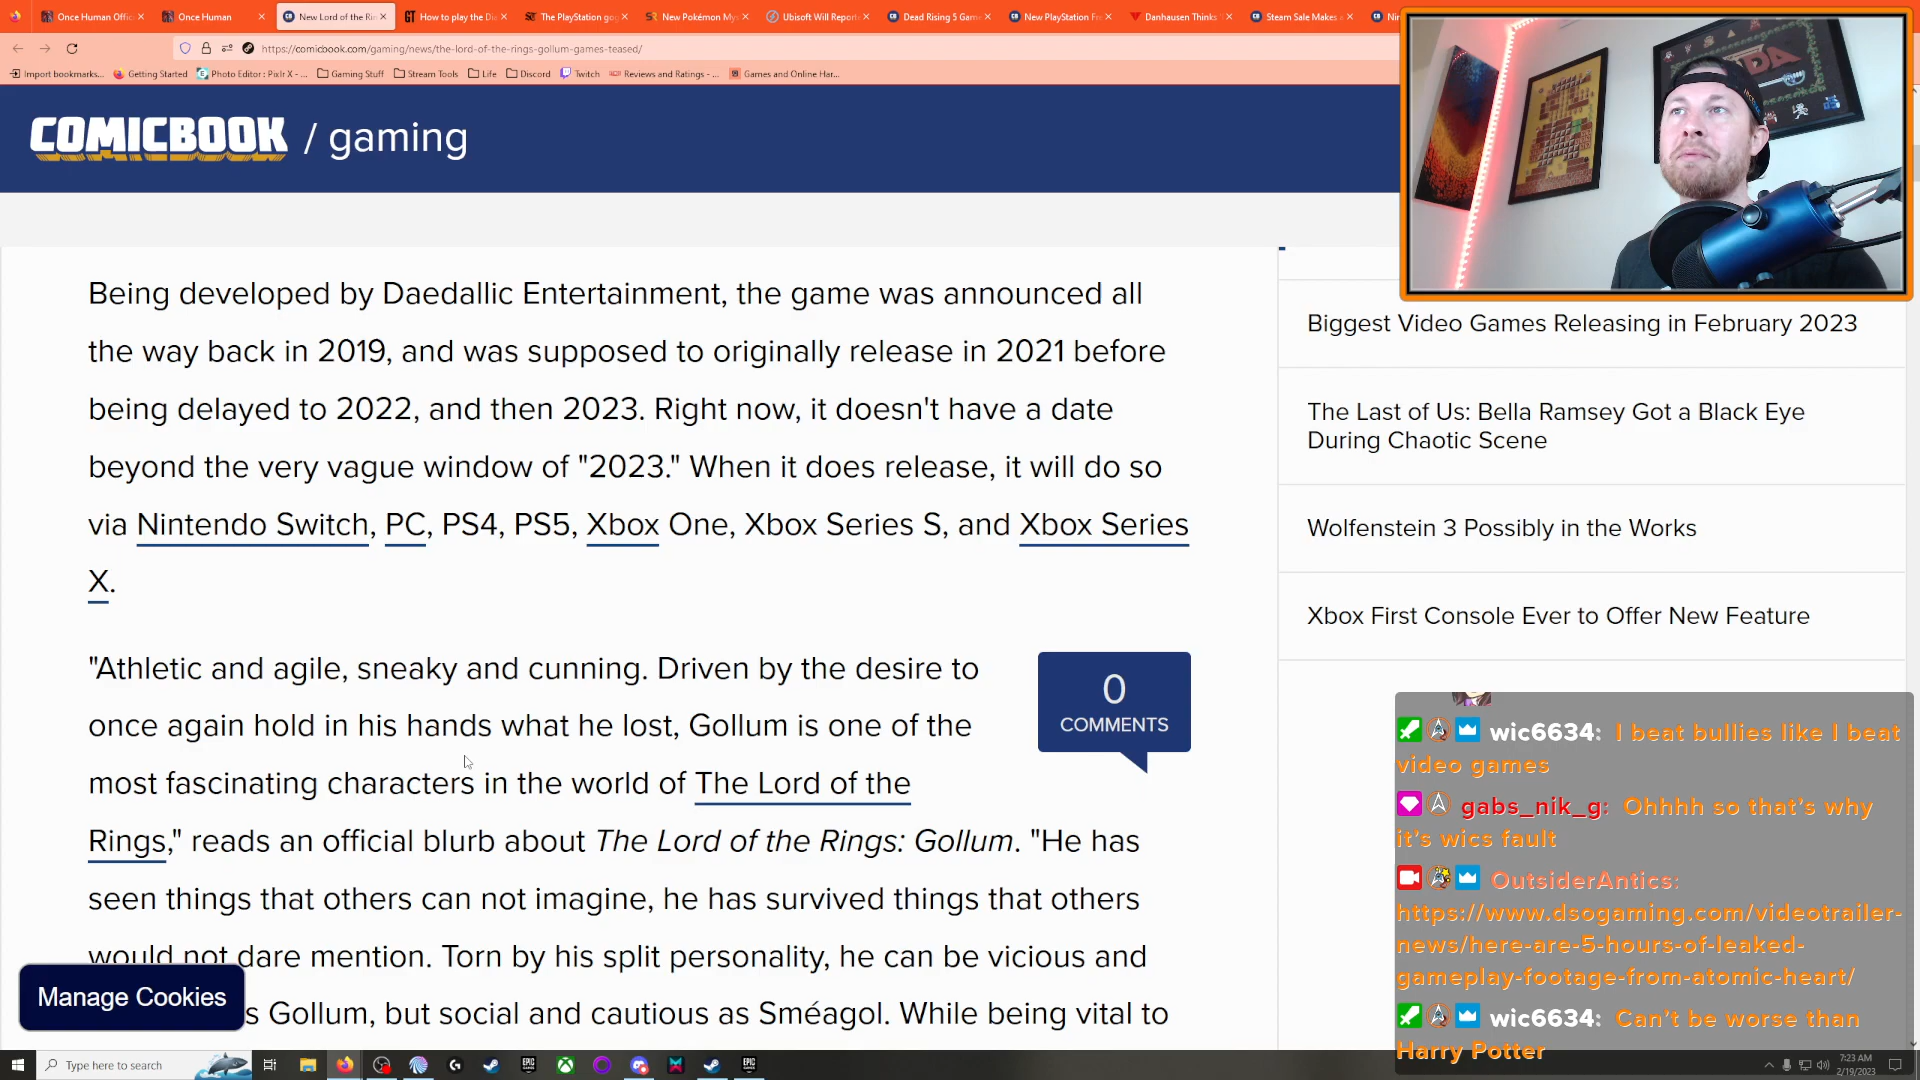 Once Human Offic
Once Human
New Lord of the Rin
How to play the Di
The PlayStation
New Pokémon My
Ubisoft Will Report
Dead Rising 5 Game
New PlayStation Fr
Danhausen Thinks
Steam Sale Makes
https://comicbook.com/gaming/news/the-lord-of-the-rings-gollum-games-teased/
Import bookmarks...
Getting Started
Photo Editor : Pixlr X - ...
Gaming Stuff
Stream Tools
Life
Discord
Twitch
Reviews and Ratings - ...
Games and Online Har...
COMICBOOK / gaming
Being developed by Daedallic Entertainment, the game was announced all
the way back in 2019, and was supposed to originally release in 2021 before
being delayed to 2022, and then 2023. Right now, it doesn't have a date
beyond the very vague window of "2023." When it does release, it will do so
via Nintendo Switch, PC, PS4, PS5, Xbox One, Xbox Series S, and Xbox Series
X.
"Athletic and agile, sneaky and cunning. Driven by the desire to
once again hold in his hands what he lost, Gollum is one of the
most fascinating characters in the world of The Lord of the
Rings," reads an official blurb about The Lord of the Rings: Gollum. "He has
seen things that others can not imagine, he has survived things that others
would not dare mention. Torn by his split personality, he can be vicious and
s Gollum, but social and cautious as Sméagol. While being vital to
0
COMMENTS
Manage Cookies
Biggest Video Games Releasing in February 2023
The Last of Us: Bella Ramsey Got a Black Eye
During Chaotic Scene
Wolfenstein 3 Possibly in the Works
Xbox First Console Ever to Offer New Feature
wic6634: I beat bullies like I beat
video games
gabs_nik_g: Ohhhh so that's why
it's wics fault
OutsiderAntics:
https://www.dsogaming.com/videotrailer-
news/here-are-5-hours-of-leaked-
gameplay-footage-from-atomic-heart/
wic6634: Can't be worse than
Harry Potter
Type here to search
7:23 AM
2/19/2023